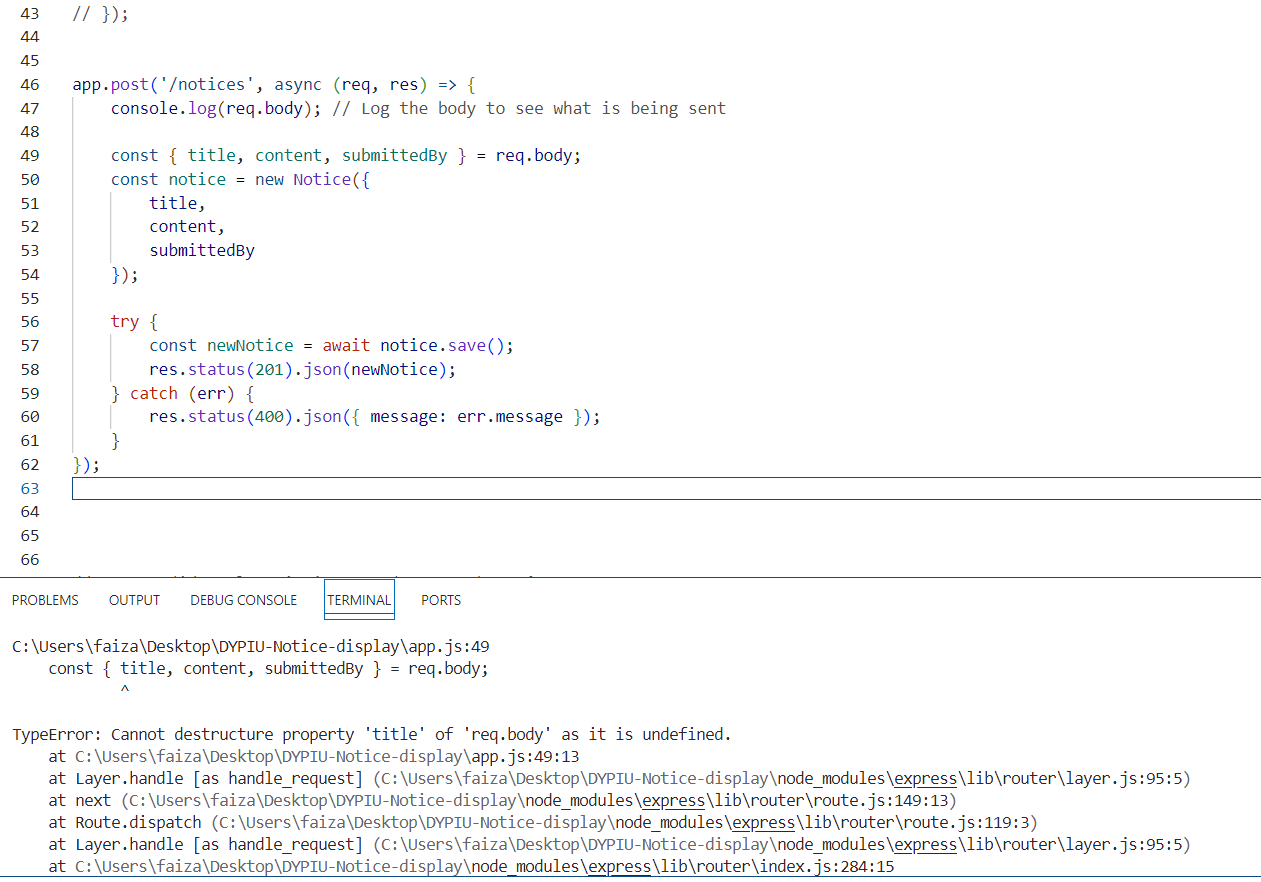 43 // });
44
45
46 app.post('/notices', async (req, res) => {
47 console.log(req.body); // Log the body to see what is being sent
48
49 const { title, content, submittedBy } = req.body;
50 const notice = new Notice({
51 title,
52 content,
53 submittedBy
54 });
55
56 try {
57 const newNotice = await notice.save();
58 res.status(201).json(newNotice);
59 } catch (err) {
60 res.status(400).json({ message: err.message });
61 }
62 });
63
64
65
66
PROBLEMS OUTPUT DEBUG CONSOLE TERMINAL PORTS
C:\Users\faiza\Desktop\DYPIU-Notice-display\app.js:49
const { title, content, submittedBy } = req.body;
^
TypeError: Cannot destructure property 'title' of 'req.body' as it is undefined.
at C:\Users\faiza\Desktop\DYPIU-Notice-display\app.js:49:13
at Layer.handle [as handle_request] (C:\Users\faiza\Desktop\DYPIU-Notice-display\node_modules\express\lib\router\layer.js:95:5)
at next (C:\Users\faiza\Desktop\DYPIU-Notice-display\node_modules\express\lib\router\route.js:149:13)
at Route.dispatch (C:\Users\faiza\Desktop\DYPIU-Notice-display\node_modules\express\lib\router\route.js:119:3)
at Layer.handle [as handle_request] (C:\Users\faiza\Desktop\DYPIU-Notice-display\node_modules\express\lib\router\layer.js:95:5)
at C:\Users\faiza\Desktop\DYPIU-Notice-display\node_modules\express\lib\router\index.js:284:15